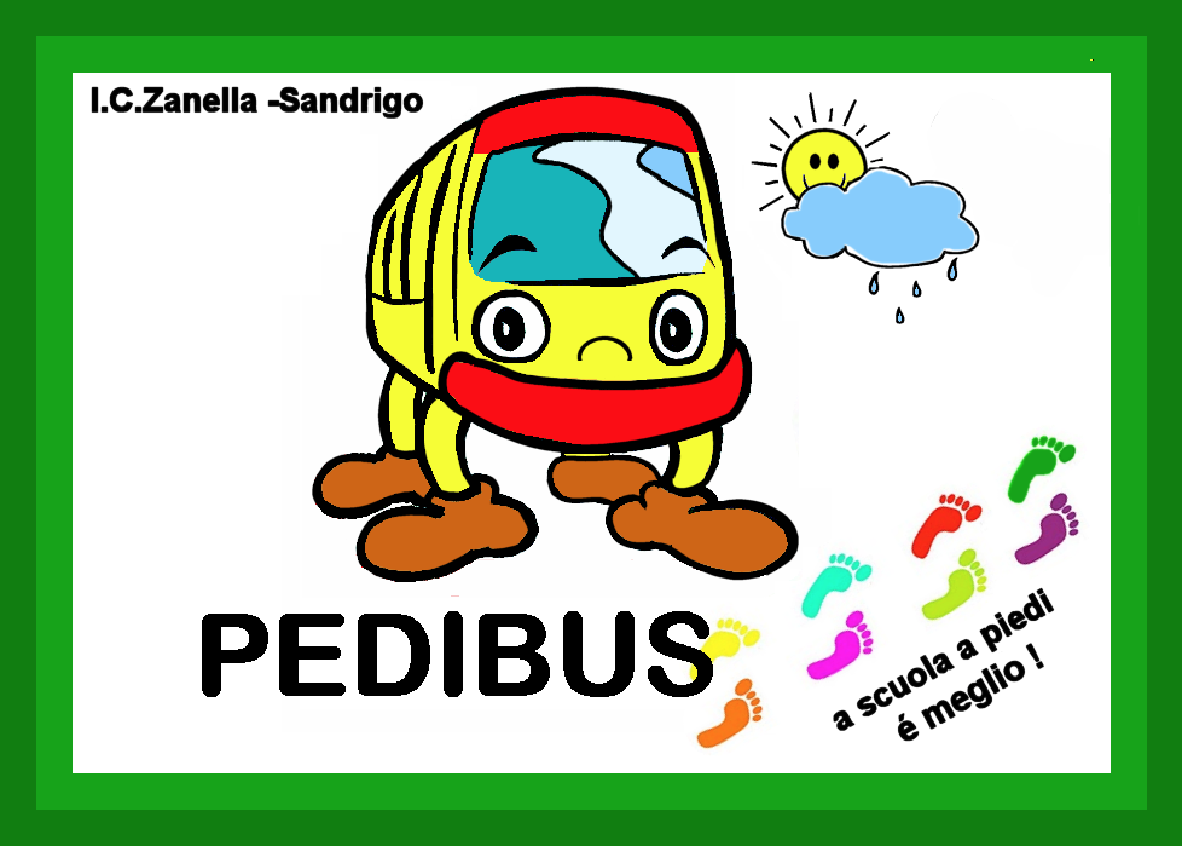 I.C.Zanella -Sandrigo
PEDIBUS
a scuola a piedi
é meglio !